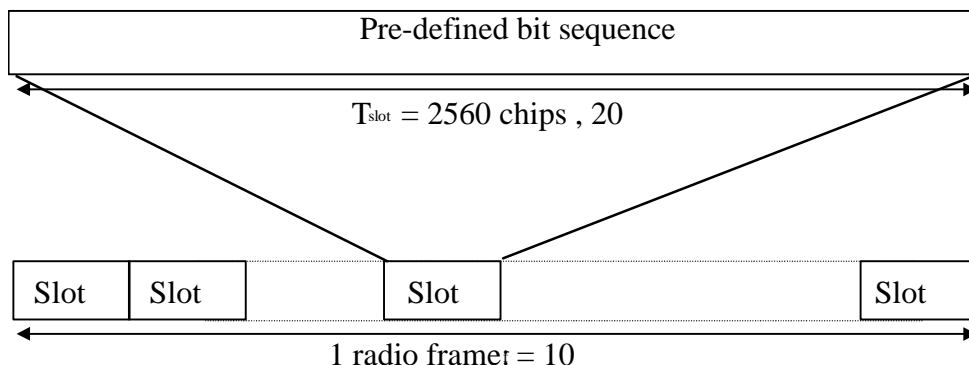 Pre-defined bit sequence
Tslot = 2560 chips , 20
Slot Slot Slot Slot
1 radio frame = 10